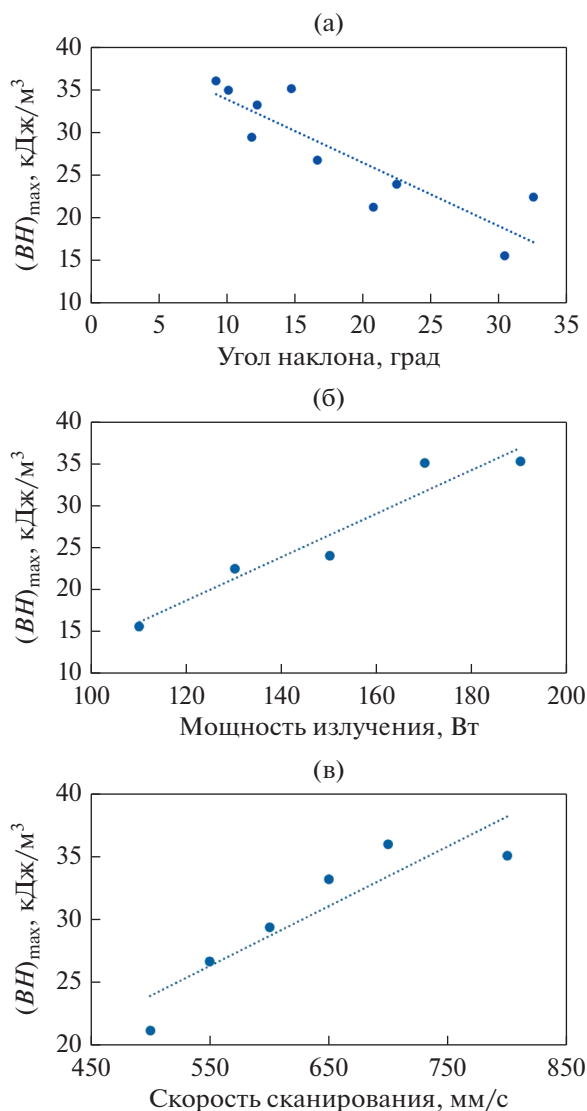 (а)
(BH)max, кДж/м³
40
35
30
25
20
15
10
0 5 10 15 20 25 30 35
Угол наклона, град
(б)
(BH)max, кДж/м³
40
35
30
25
20
15
10
100 120 140 160 180 200
Мощность излучения, Вт
(в)
(BH)max, кДж/м³
40
35
30
25
20
450 550 650 750 850
Скорость сканирования, мм/с